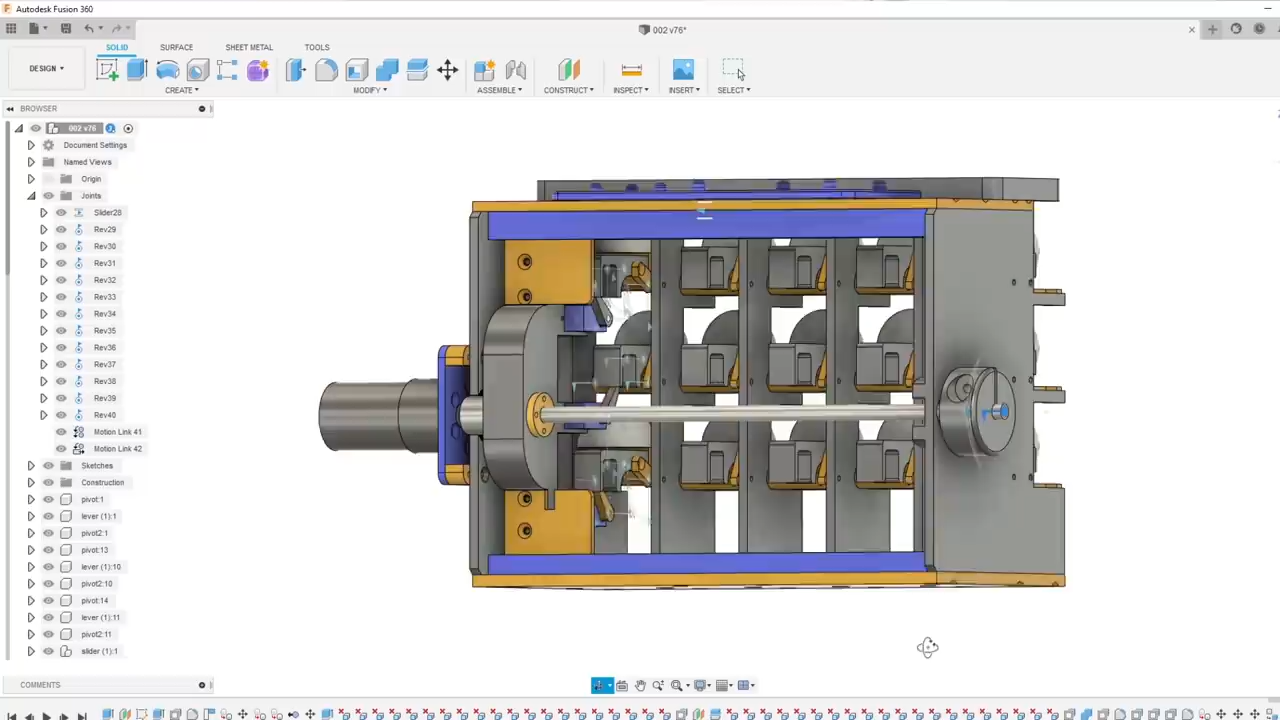 Autodesk Fusion 360
002 v76*
SOLID SURFACE SHEET METAL TOOLS
DESIGN
CREATE MODIFY ASSEMBLE CONSTRUCT INSPECT INSERT SELECT
BROWSER
002 v76
Document Settings
Named Views
Origin
Joints
Slider28
Rev29
Rev30
Rev31
Rev32
Rev33
Rev34
Rev35
Rev36
Rev37
Rev38
Rev39
Rev40
Motion Link 41
Motion Link 42
Sketches
Construction
pivot:1
lever (1):1
pivot2:1
pivot:13
lever (1):10
pivot2:10
pivot:14
lever (1):11
pivot2:11
slider (1):1
COMMENTS